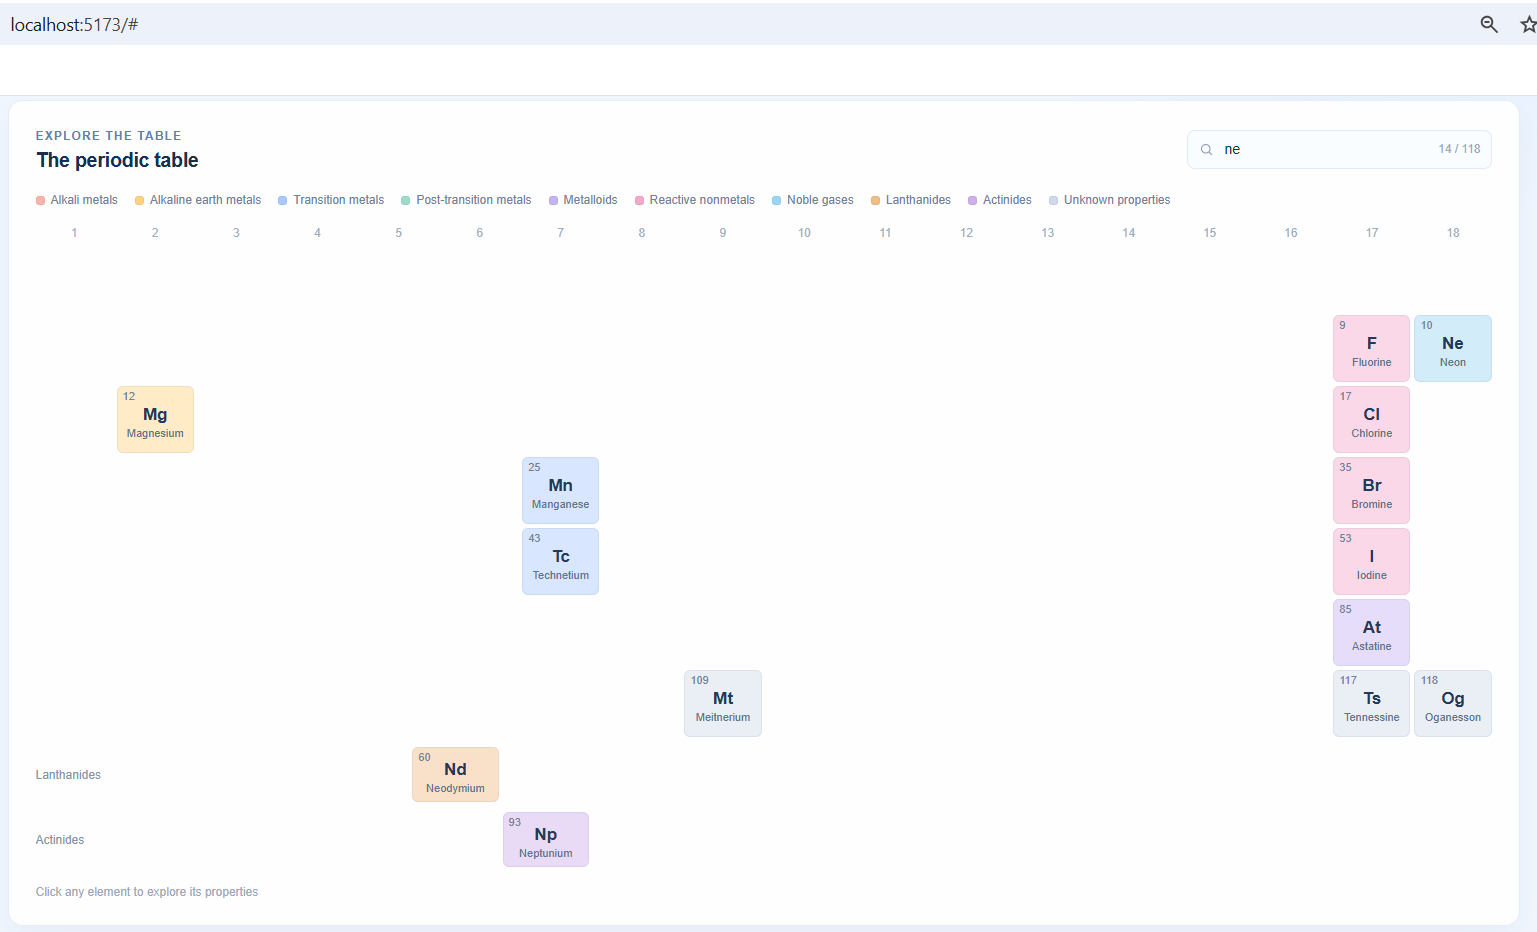 localhost:5173/#
EXPLORE THE TABLE
The periodic table
ne
14 / 118
Alkali metals Alkaline earth metals Transition metals Post-transition metals Metalloids Reactive nonmetals Noble gases Lanthanides Actinides Unknown properties
1 2 3 4 5 6 7 8 9 10 11 12 13 14 15 16 17 18
9
F
Fluorine
10
Ne
Neon
12
Mg
Magnesium
17
Cl
Chlorine
25
Mn
Manganese
35
Br
Bromine
43
Tc
Technetium
53
I
Iodine
85
At
Astatine
109
Mt
Meitnerium
117
Ts
Tennessine
118
Og
Oganesson
Lanthanides
60
Nd
Neodymium
Actinides
93
Np
Neptunium
Click any element to explore its properties